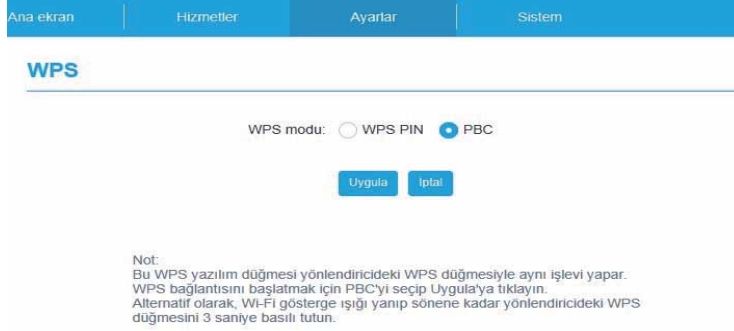 Ana ekran Hizmetler Ayarlar Sistem
WPS
WPS modu: WPS PIN PBC
Uygula İptal
Not:
Bu WPS yazılım düğmesi yönlendiricideki WPS düğmesiyle aynı işlevi yapar.
WPS bağlantısını başlatmak için PBC'yi seçip Uygula'ya tıklayın.
Alternatif olarak, Wi-Fi gösterge ışığı yanıp sönene kadar yönlendiricideki WPS
düğmesini 3 saniye basılı tutun.